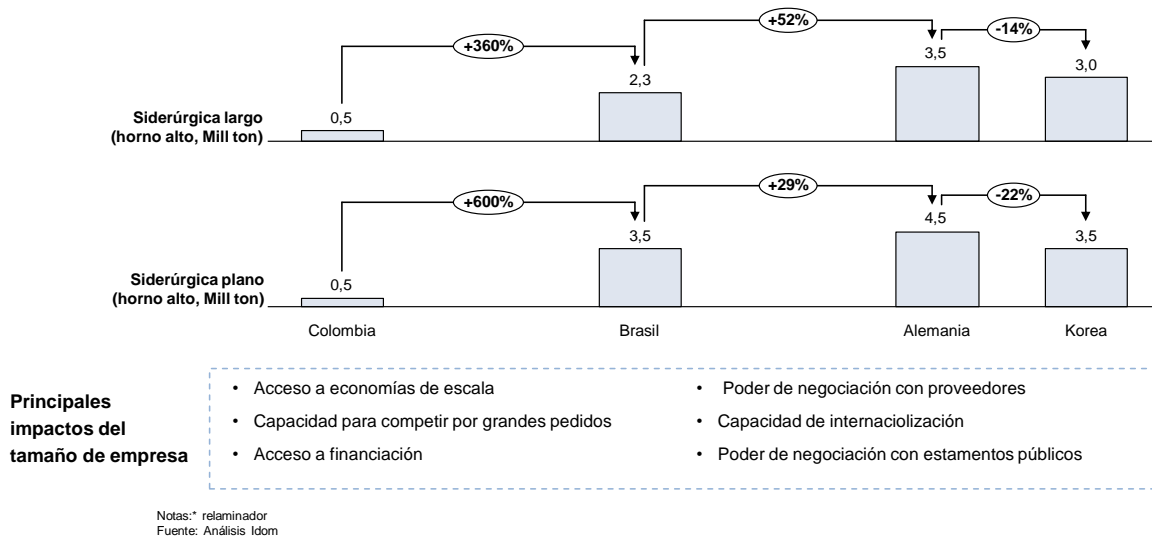 +52%
-14%
+360%
3,5
3,0
2,3
Siderúrgica largo
(horno alto, Mill ton)
0,5
+29%
-22%
+600%
4,5
3,5
3,5
Siderúrgica plano
(horno alto, Mill ton)
0,5
Colombia
Brasil
Alemania
Korea
Principales
impactos del
tamaño de empresa
• Acceso a economías de escala
• Capacidad para competir por grandes pedidos
• Acceso a financiación
• Poder de negociación con proveedores
• Capacidad de internaciolización
• Poder de negociación con estamentos públicos
Notas:* relaminador
Fuente: Análisis Idom